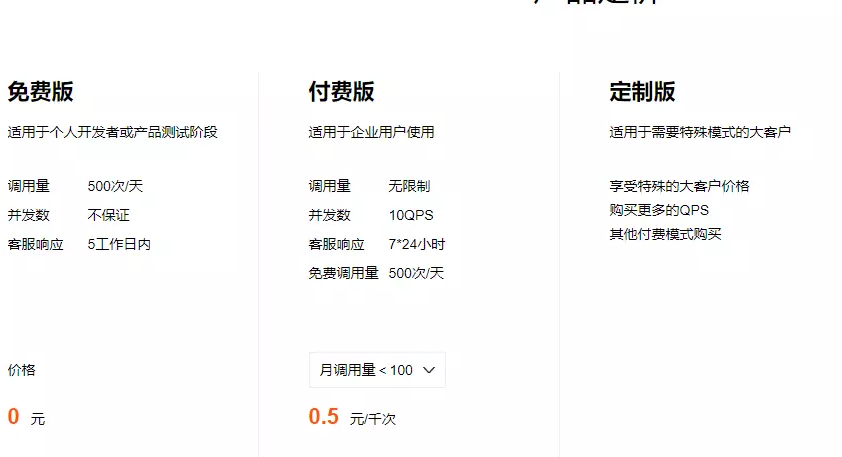 产品定价
免费版
适用于个人开发者或产品测试阶段
调用量 500次/天
并发数 不保证
客服响应 5工作日内
价格
0 元
付费版
适用于企业用户使用
调用量 无限制
并发数 10QPS
客服响应 7*24小时
免费调用量 500次/天
月调用量 < 100
0.5 元/千次
定制版
适用于需要特殊模式的大客户
享受特殊的大客户价格
购买更多的QPS
其他付费模式购买